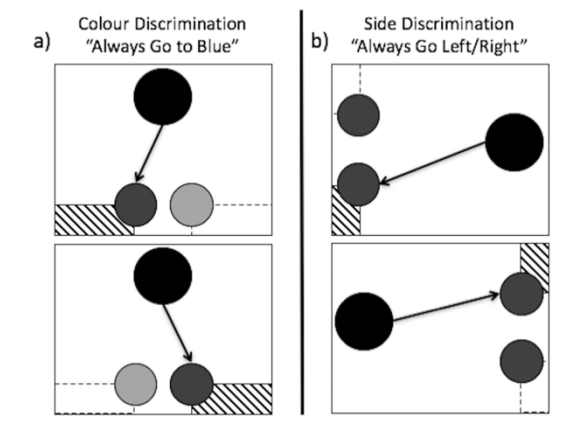 Colour Discrimination
a) “Always Go to Blue”
Side Discrimination
b) “Always Go Left/Right”